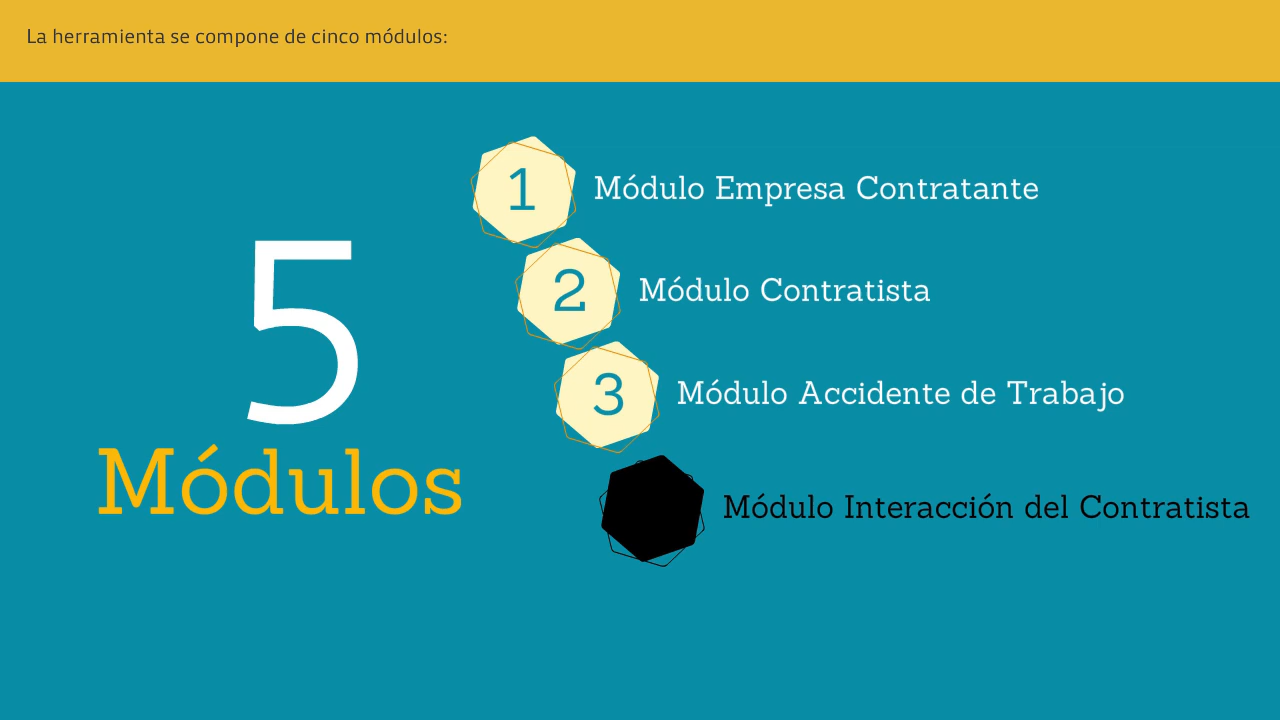 La herramienta se compone de cinco módulos:
5
Módulos
1
Módulo Empresa Contratante
2
Módulo Contratista
3
Módulo Accidente de Trabajo
Módulo Interacción del Contratista